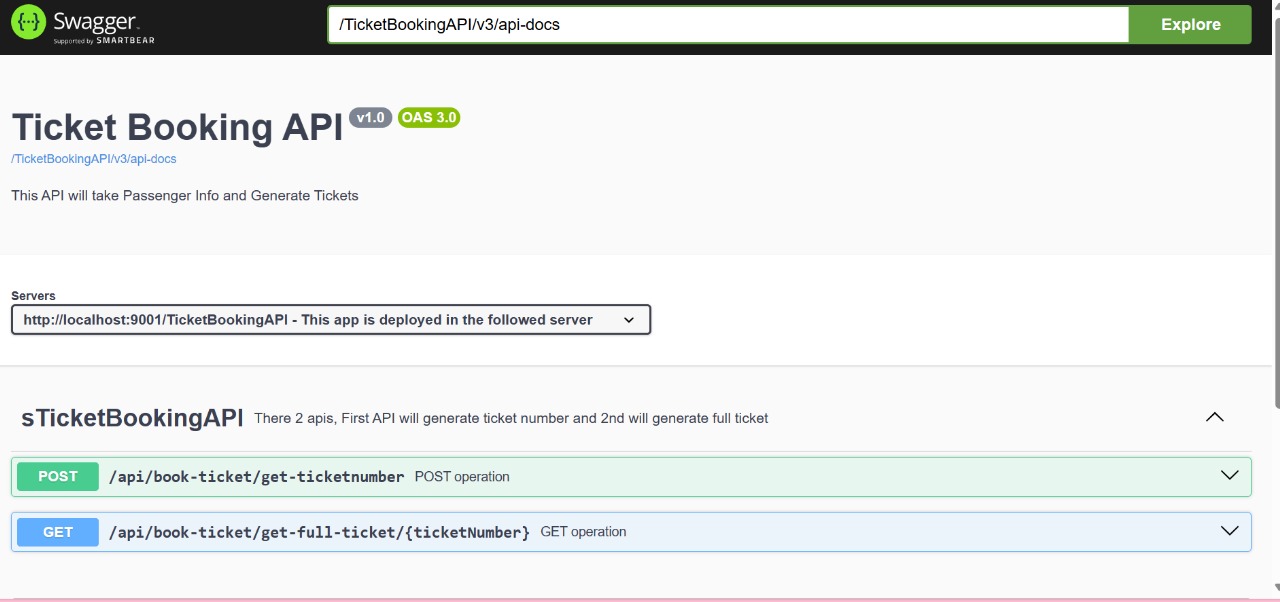 Swagger
Supported by SMARTBEAR
/TicketBookingAPI/v3/api-docs
Explore
Ticket Booking API v1.0 OAS 3.0
/TicketBookingAPI/v3/api-docs
This API will take Passenger Info and Generate Tickets
Servers
http://localhost:9001/TicketBookingAPI - This app is deployed in the followed server
sTicketBookingAPI There 2 apis, First API will generate ticket number and 2nd will generate full ticket
POST /api/book-ticket/get-ticketnumber POST operation
GET /api/book-ticket/get-full-ticket/{ticketNumber} GET operation